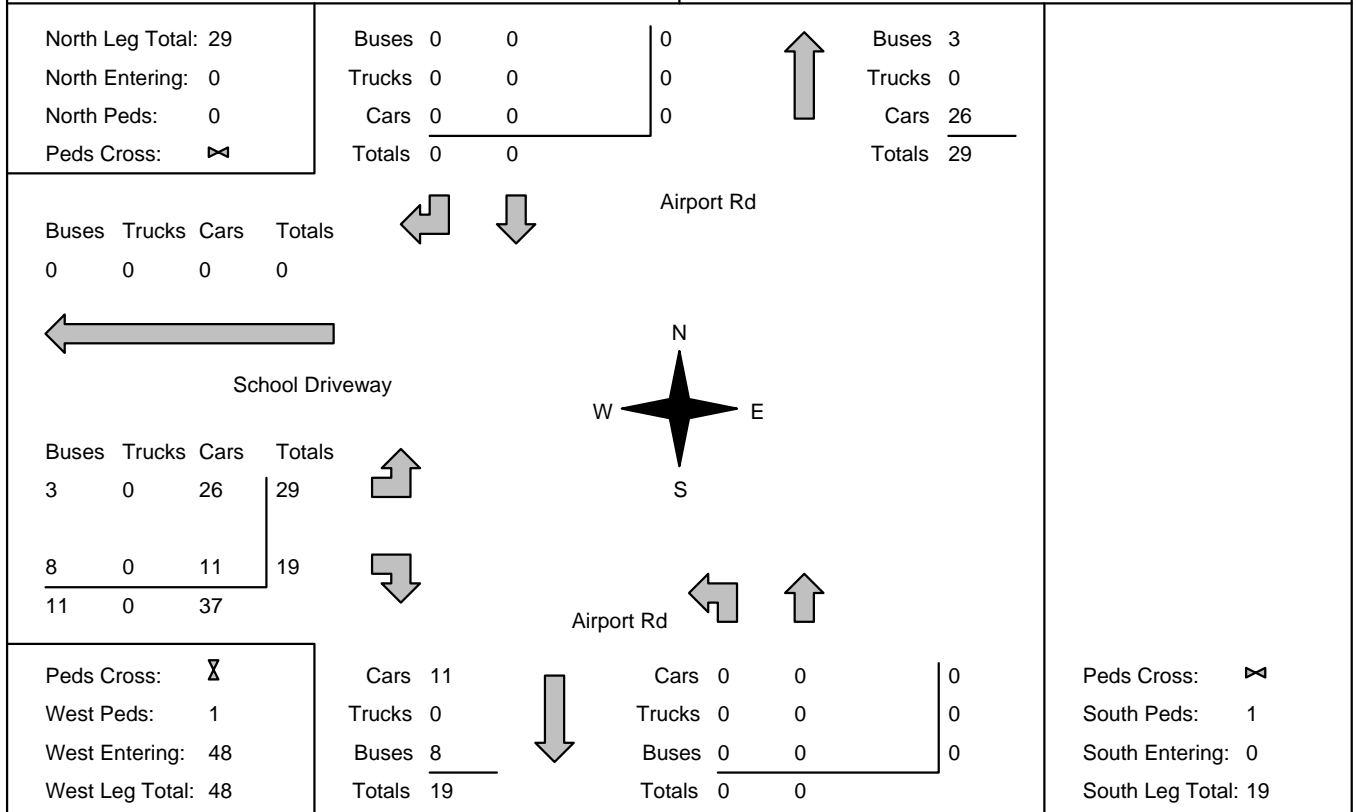 North Leg Total: 29
North Entering: 0
North Peds: 0
Peds Cross:
Buses 0 0 0
Trucks 0 0 0
Cars 0 0 0
Totals 0 0
Buses 3
Trucks 0
Cars 26
Totals 29
Airport Rd
Buses Trucks Cars Totals
0 0 0 0
School Driveway
N
W E
S
Buses Trucks Cars Totals
3 0 26 29
8 0 11 19
11 0 37
Airport Rd
Peds Cross:
West Peds: 1
West Entering: 48
West Leg Total: 48
Cars 11
Trucks 0
Buses 8
Totals 19
Cars 0 0 0
Trucks 0 0 0
Buses 0 0 0
Totals 0 0
Peds Cross:
South Peds: 1
South Entering: 0
South Leg Total: 19